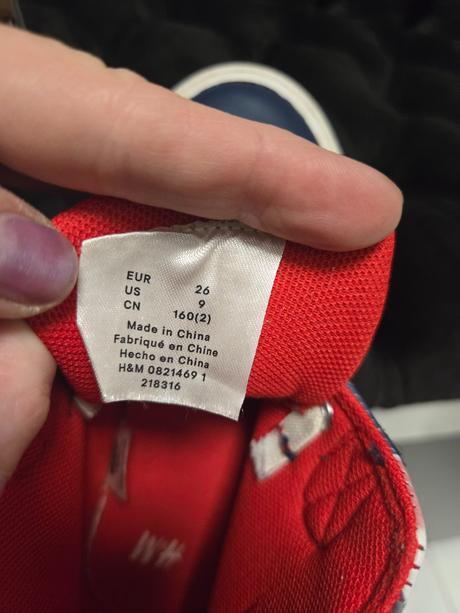 EUR 26
US 9
CN 160(2)
Made in China
Fabriqué en Chine
Hecho en China
H&M 0821469 1
218316
H&M